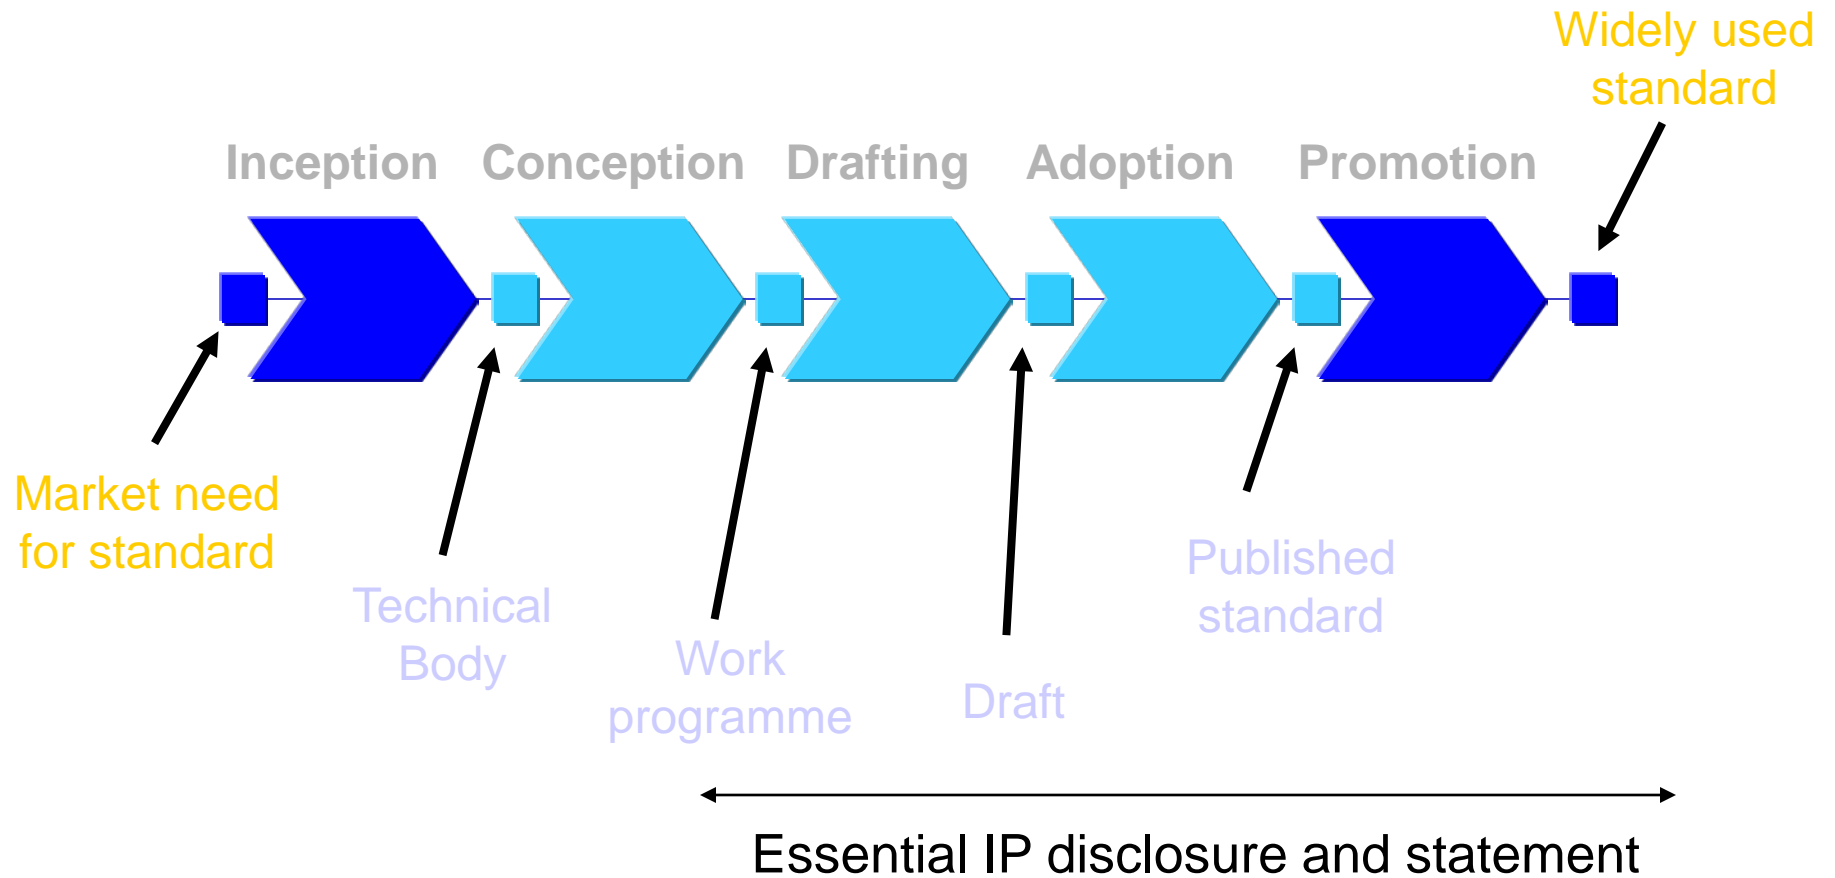 Widely used
standard
Inception Conception Drafting Adoption Promotion
Market need
for standard
Technical
Body
Work
programme
Draft
Published
standard
Essential IP disclosure and statement